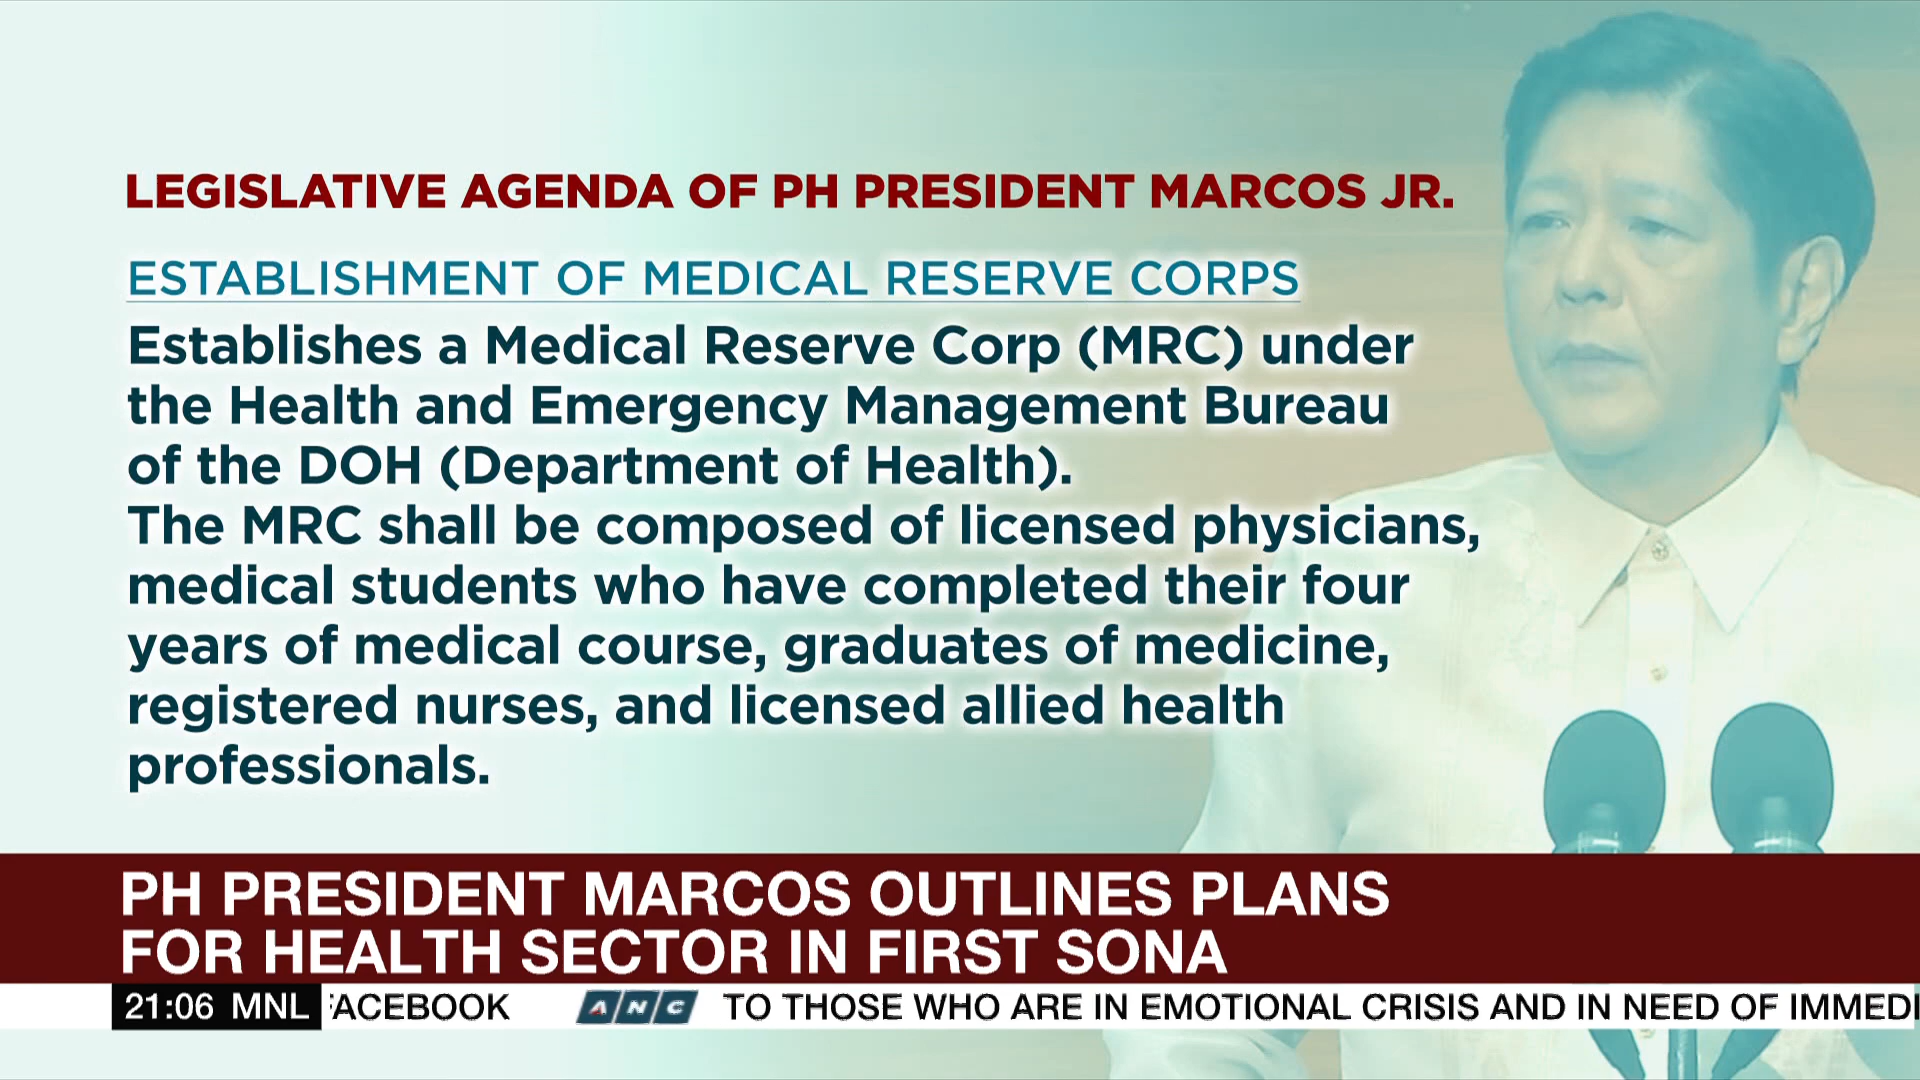 LEGISLATIVE AGENDA OF PH PRESIDENT MARCOS JR.
ESTABLISHMENT OF MEDICAL RESERVE CORPS
Establishes a Medical Reserve Corp (MRC) under
the Health and Emergency Management Bureau
of the DOH (Department of Health).
The MRC shall be composed of licensed physicians,
medical students who have completed their four
years of medical course, graduates of medicine,
registered nurses, and licensed allied health
professionals.
PH PRESIDENT MARCOS OUTLINES PLANS
FOR HEALTH SECTOR IN FIRST SONA
21:06 MNL FACEBOOK ANC TO THOSE WHO ARE IN EMOTIONAL CRISIS AND IN NEED OF IMMEDI